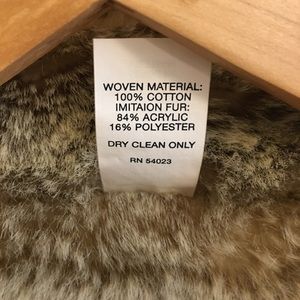 WOVEN MATERIAL:
100% COTTON
IMITAION FUR:
84% ACRYLIC
16% POLYESTER
DRY CLEAN ONLY
RN 54023